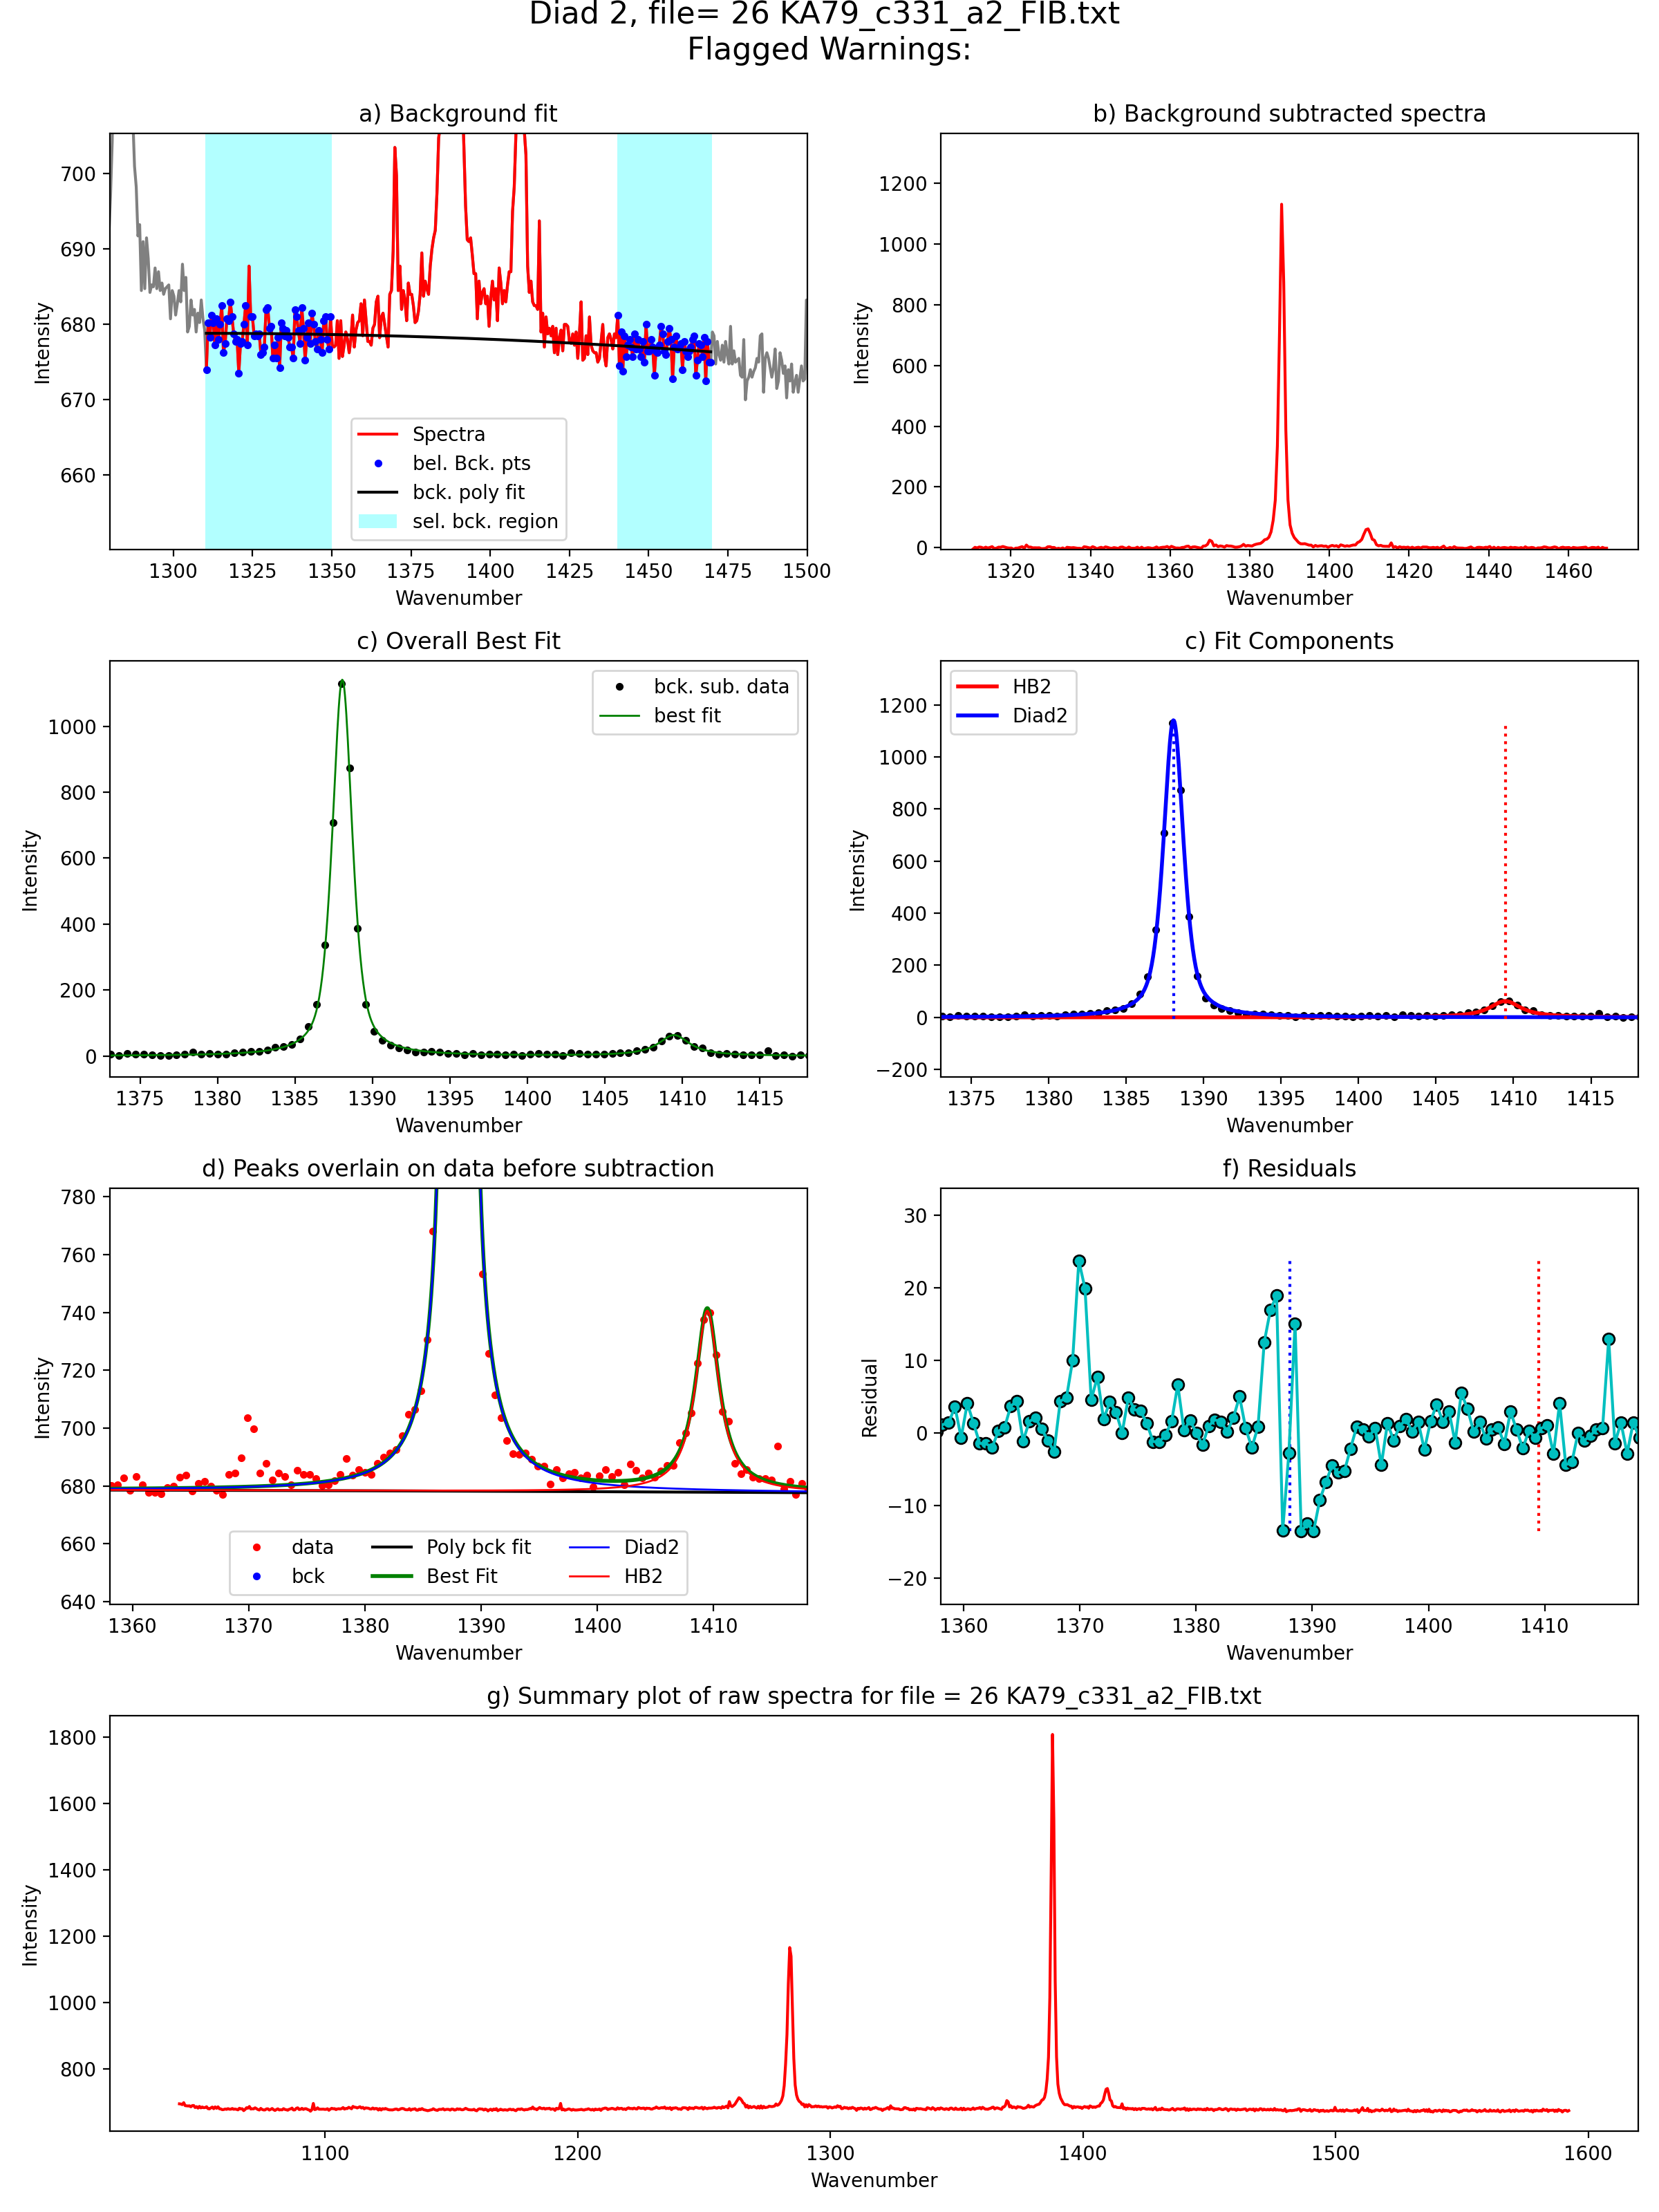 Diad 2, file= 26 KA79_c331_a2_FIB.txt
Flagged Warnings:
a) Background fit
700
690
680
670
660
Intensity
Spectra
bel. Bck. pts
bck. poly fit
sel. bck. region
1300 1325 1350 1375 1400 1425 1450 1475 1500
Wavenumber
b) Background subtracted spectra
1200
1000
800
600
400
200
0
Intensity
1320 1340 1360 1380 1400 1420 1440 1460
Wavenumber
c) Overall Best Fit
bck. sub. data
best fit
1000
800
600
400
200
0
Intensity
1375 1380 1385 1390 1395 1400 1405 1410 1415
Wavenumber
c) Fit Components
HB2
Diad2
1200
1000
800
600
400
200
0
−200
Intensity
1375 1380 1385 1390 1395 1400 1405 1410 1415
Wavenumber
d) Peaks overlain on data before subtraction
780
760
740
720
700
680
660
640
Intensity
data
bck
Poly bck fit
Best Fit
Diad2
HB2
1360 1370 1380 1390 1400 1410
Wavenumber
f) Residuals
30
20
10
0
−10
−20
Residual
1360 1370 1380 1390 1400 1410
Wavenumber
g) Summary plot of raw spectra for file = 26 KA79_c331_a2_FIB.txt
1800
1600
1400
1200
1000
800
Intensity
1100 1200 1300 1400 1500 1600
Wavenumber